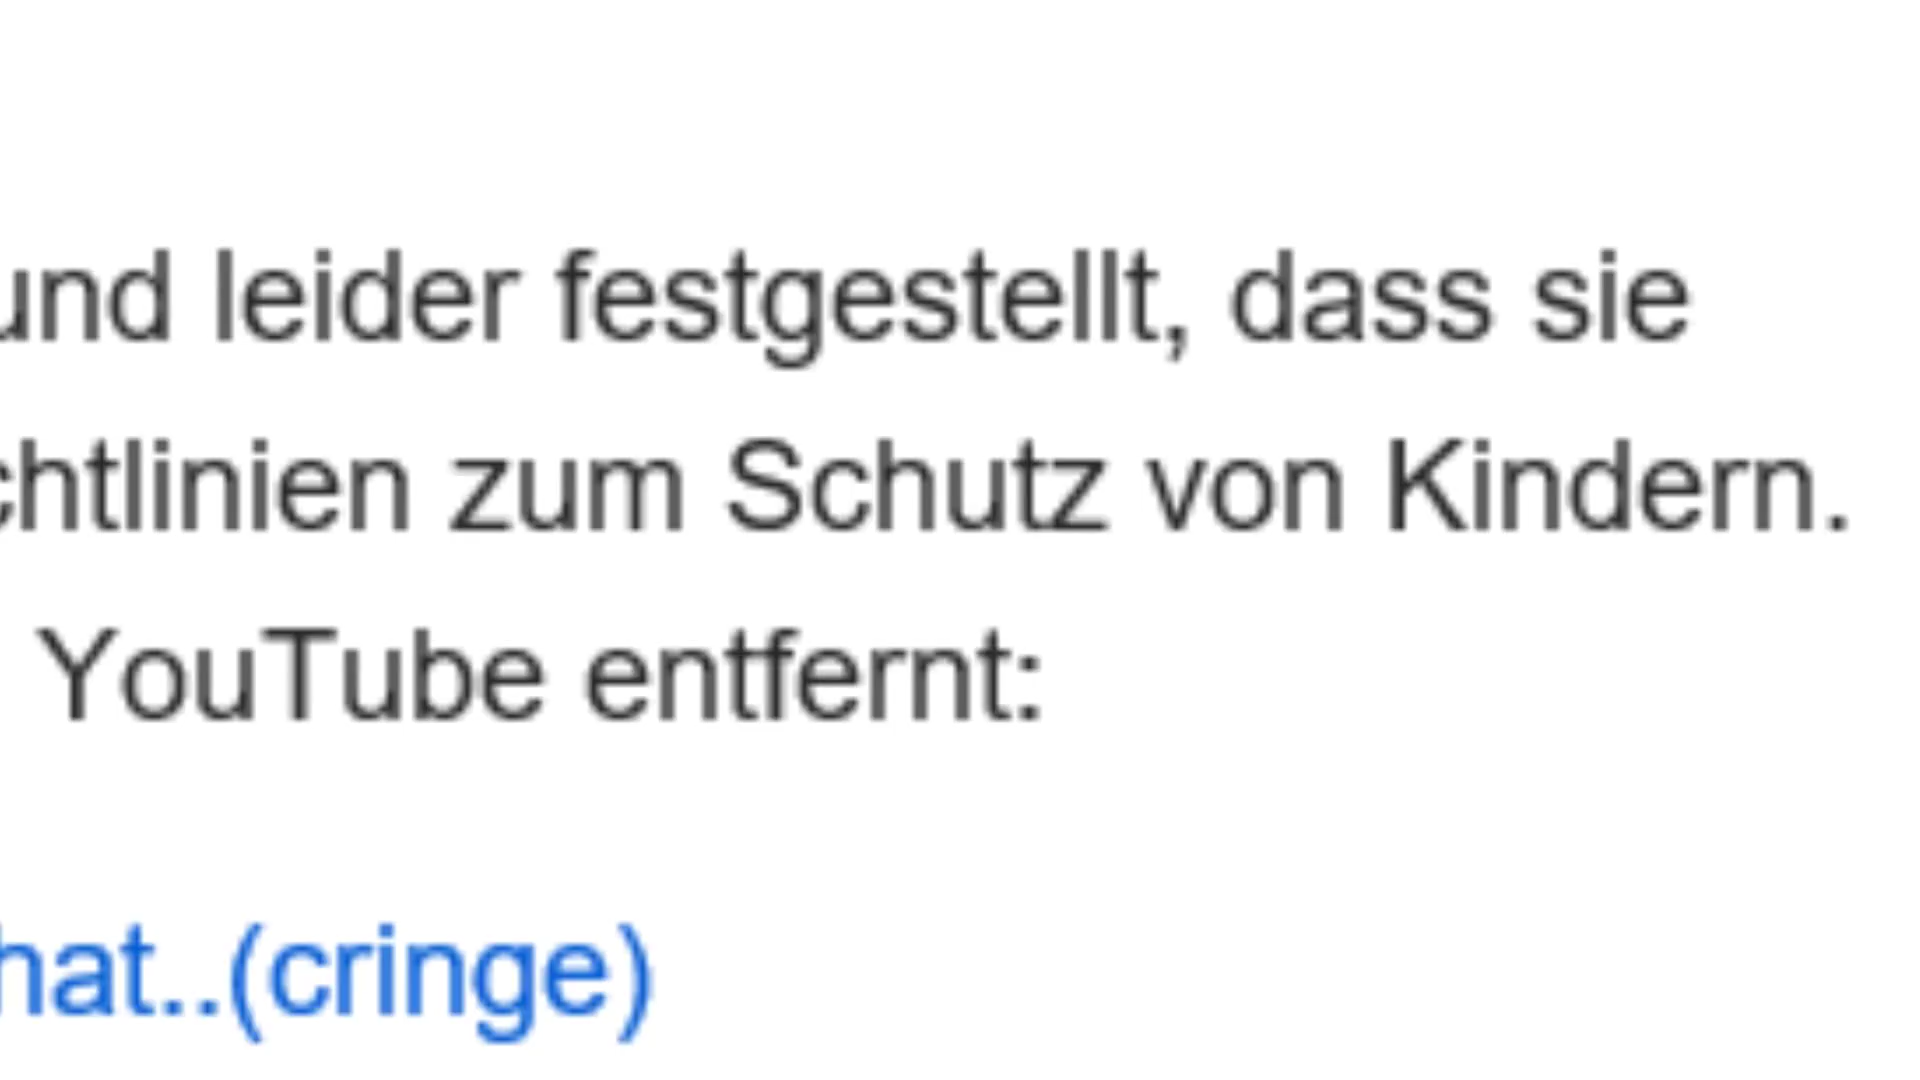 und leider festgestellt, dass sie
chtlinien zum Schutz von Kindern.
YouTube entfernt:
hat..(cringe)